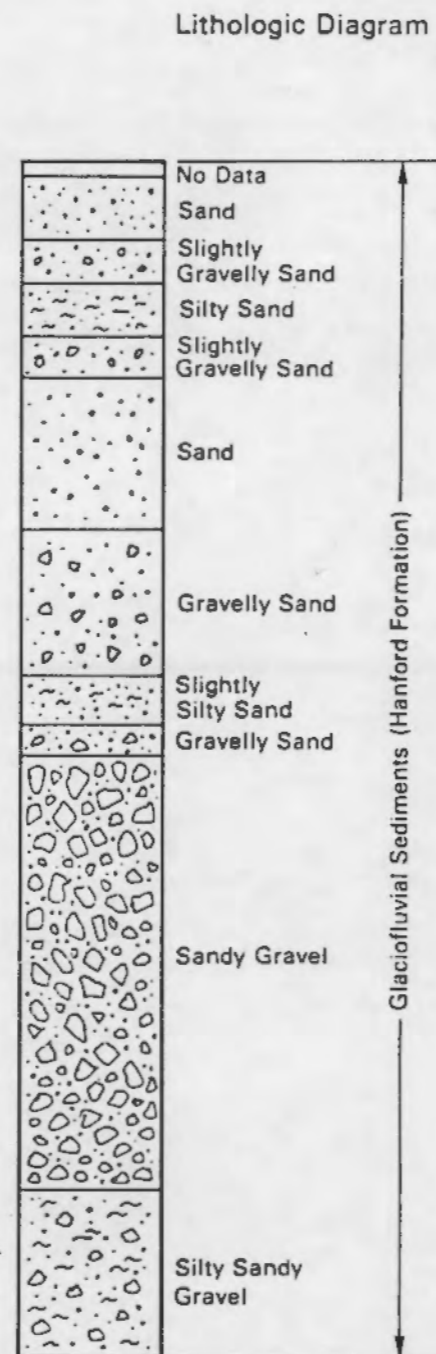 Lithologic Diagram
No Data
Sand
Slightly
Gravelly Sand
Silty Sand
Slightly
Gravelly Sand
Sand
Gravelly Sand
Slightly
Silty Sand
Gravelly Sand
Sandy Gravel
Silty Sandy
Gravel
Glaciofluvial Sediments (Hanford Formation)